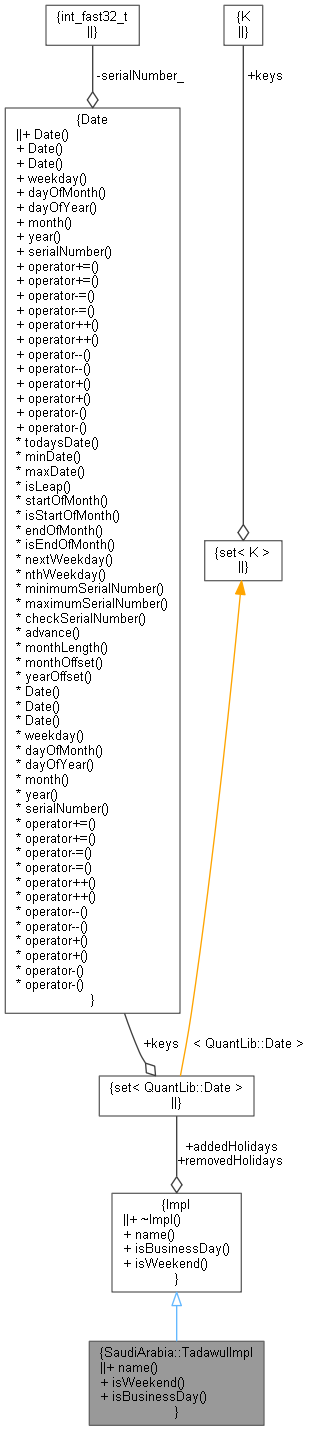 {int_fast32_t
||}
{K
||}
-serialNumber_
+keys
{Date
||+ Date()
+ Date()
+ Date()
+ weekday()
+ dayOfMonth()
+ dayOfYear()
+ month()
+ year()
+ serialNumber()
+ operator+=()
+ operator+=()
+ operator-=()
+ operator-=()
+ operator++()
+ operator++()
+ operator--()
+ operator--()
+ operator+()
+ operator+()
+ operator-()
+ operator-()
* todaysDate()
* minDate()
* maxDate()
* isLeap()
* startOfMonth()
* isStartOfMonth()
* endOfMonth()
* isEndOfMonth()
* nextWeekday()
* nthWeekday()
* minimumSerialNumber()
* maximumSerialNumber()
* checkSerialNumber()
* advance()
* monthLength()
* monthOffset()
* yearOffset()
* Date()
* Date()
* Date()
* weekday()
* dayOfMonth()
* dayOfYear()
* month()
* year()
* serialNumber()
* operator+=()
* operator+=()
* operator-=()
* operator-=()
* operator++()
* operator++()
* operator--()
* operator--()
* operator+()
* operator+()
* operator-()
* operator-()
}
{set< K >
||}
+keys
< QuantLib::Date >
{set< QuantLib::Date >
||}
+addedHolidays
+removedHolidays
{Impl
||+ ~Impl()
+ name()
+ isBusinessDay()
+ isWeekend()
}
{SaudiArabia::TadawulImpl
||+ name()
+ isWeekend()
+ isBusinessDay()
}